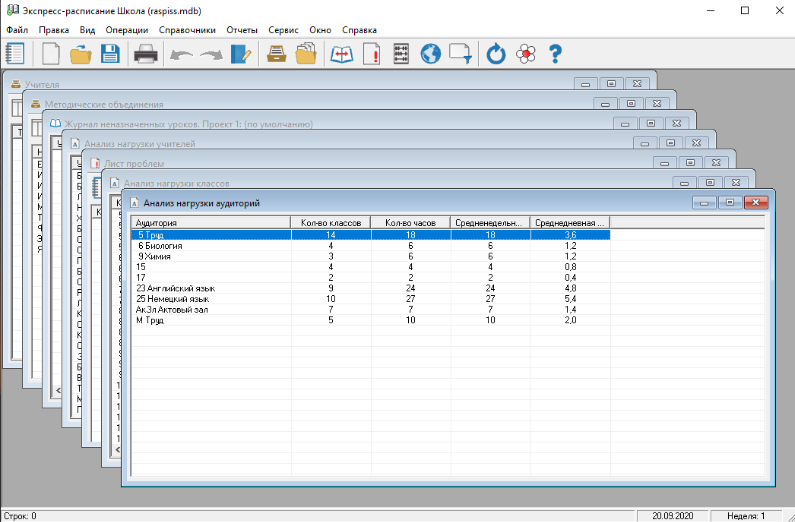 Экспресс-расписание Школа (raspiss.mdb)
Файл Правка Вид Операции Справочники Отчеты Сервис Окно Справка
Учителя
Методические объединения
Журнал неназначенных уроков. Проект 1: (по умолчанию)
Анализ нагрузки учителей
Лист проблем
Анализ нагрузки классов
Анализ нагрузки аудиторий
Аудитория Кол-во классов Кол-во часов Средненедельн... Среднедневная ...
5 Труд 14 18 18 3,6
6 Биология 4 6 6 1,2
9 Химия 3 6 6 1,2
15 4 4 4 0,8
17 2 2 2 0,4
23 Английский язык 9 24 24 4,8
25 Немецкий язык 10 27 27 5,4
АкЗл Актовый зал 7 7 7 1,4
М Труд 5 10 10 2,0
Строк: 0 20.09.2020 Неделя: 1